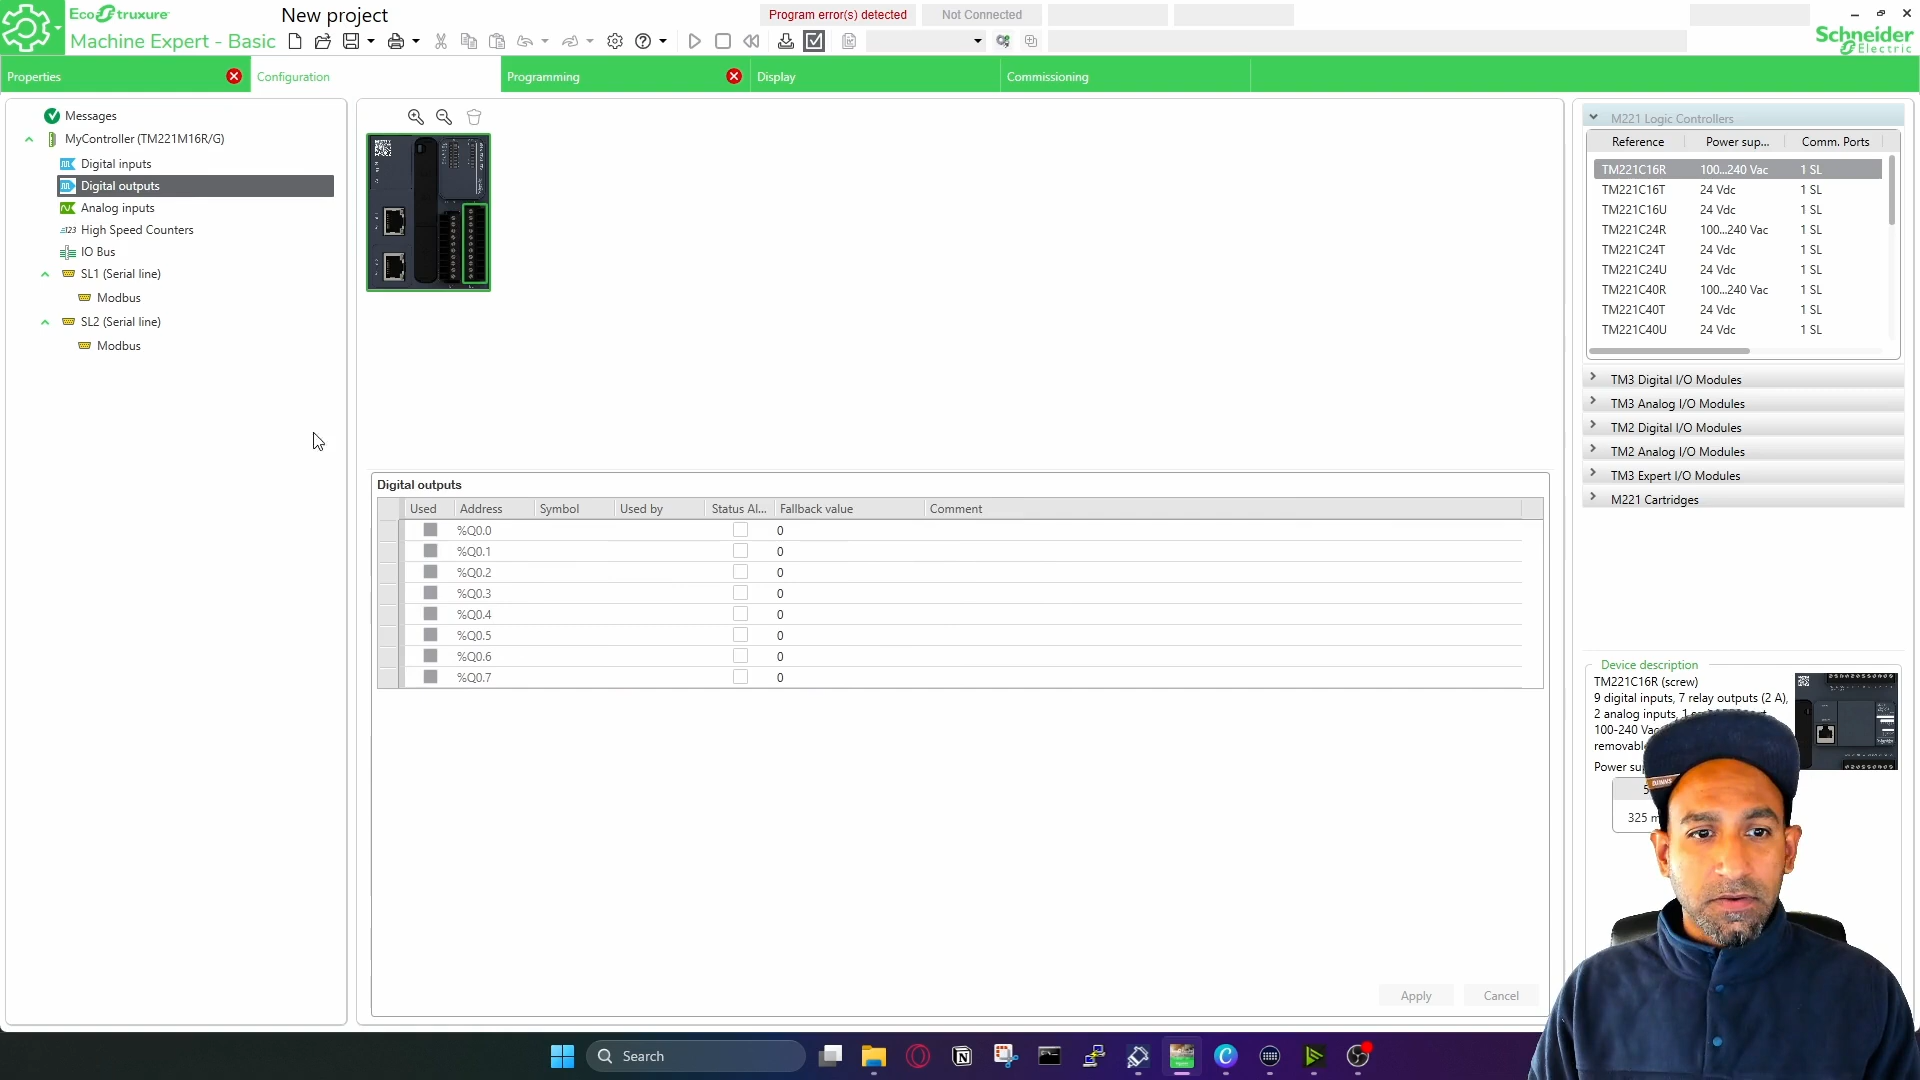 EcoStruxure
Machine Expert - Basic
New project
Program error(s) detected
Not Connected
Schneider
Electric
Properties
Configuration
Programming
Display
Commissioning
Messages
MyController (TM221M16R/G)
Digital inputs
Digital outputs
Analog inputs
High Speed Counters
IO Bus
SL1 (Serial line)
Modbus
SL2 (Serial line)
Modbus
Digital outputs
Used Address Symbol Used by Status Al... Fallback value Comment
%Q0.0 0
%Q0.1 0
%Q0.2 0
%Q0.3 0
%Q0.4 0
%Q0.5 0
%Q0.6 0
%Q0.7 0
Apply Cancel
M221 Logic Controllers
Reference Power sup... Comm. Ports
TM221C16R 100...240 Vac 1 SL
TM221C16T 24 Vdc 1 SL
TM221C16U 24 Vdc 1 SL
TM221C24R 100...240 Vac 1 SL
TM221C24T 24 Vdc 1 SL
TM221C24U 24 Vdc 1 SL
TM221C40R 100...240 Vac 1 SL
TM221C40T 24 Vdc 1 SL
TM221C40U 24 Vdc 1 SL
TM3 Digital I/O Modules
TM3 Analog I/O Modules
TM2 Digital I/O Modules
TM2 Analog I/O Modules
TM3 Expert I/O Modules
M221 Cartridges
Device description
TM221C16R (screw)
9 digital inputs, 7 relay outputs (2 A),
2 analog inputs, 1
100-240 Va
removabl
Power su
5
325 m
Search